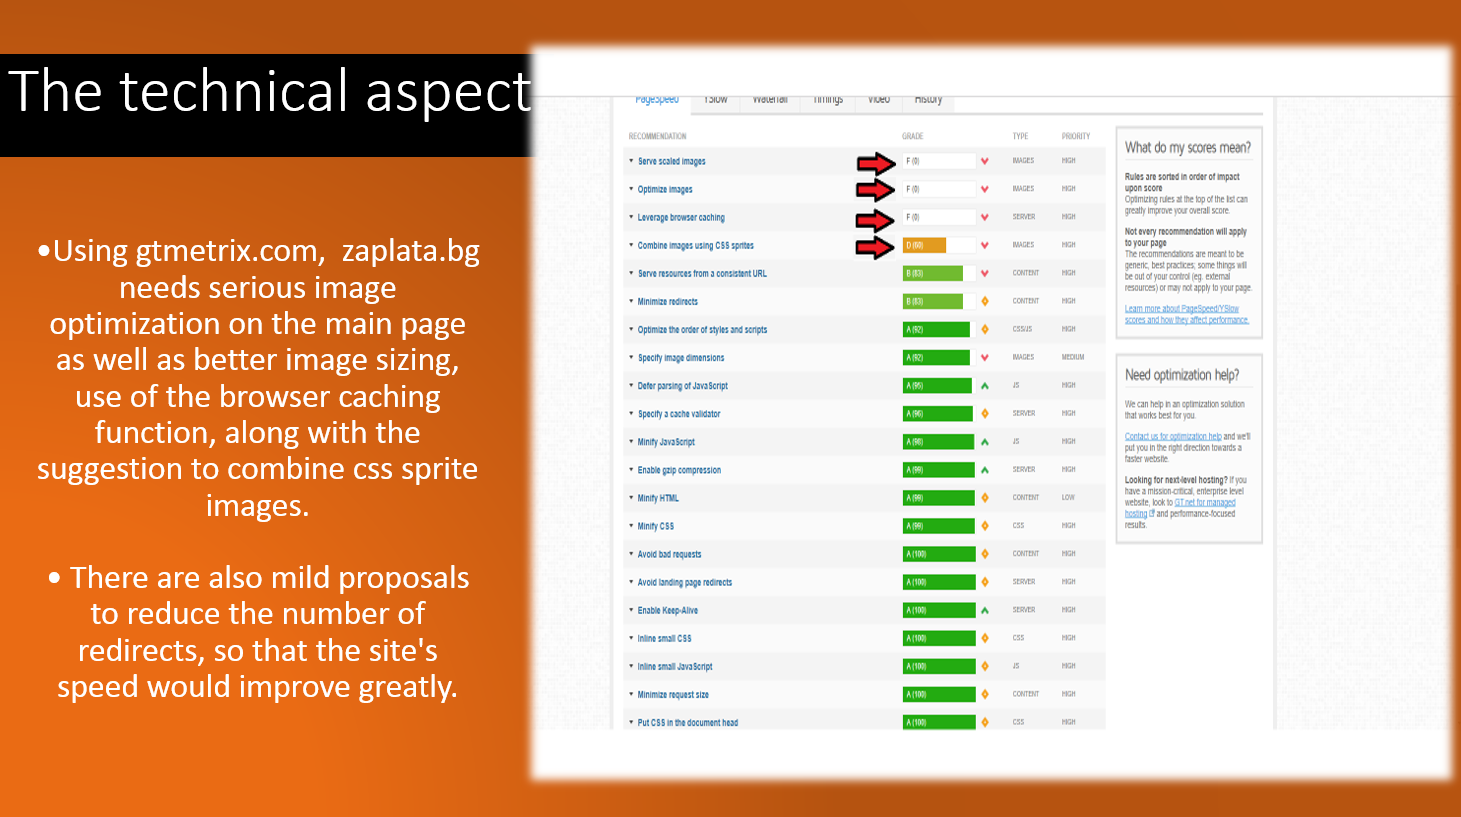 The technical aspect
•Using gtmetrix.com,  zaplata.bg
needs serious image
optimization on the main page
as well as better image sizing,
use of the browser caching
function, along with the
suggestion to combine css sprite
images.
• There are also mild proposals
to reduce the number of
redirects, so that the site's
speed would improve greatly.
PageSpeed YSlow Waterfall Timings Video History
RECOMMENDATION GRADE TYPE PRIORITY
Serve scaled images F (0) IMAGES HIGH
Optimize images F (0) IMAGES HIGH
Leverage browser caching F (0) SERVER HIGH
Combine images using CSS sprites D (60) IMAGES HIGH
Serve resources from a consistent URL B (83) CONTENT HIGH
Minimize redirects B (83) CONTENT HIGH
Optimize the order of styles and scripts A (92) CSS/JS HIGH
Specify image dimensions A (92) IMAGES MEDIUM
Defer parsing of JavaScript A (95) JS HIGH
Specify a cache validator A (96) SERVER HIGH
Minify JavaScript A (98) JS HIGH
Enable gzip compression A (99) SERVER HIGH
Minify HTML A (99) CONTENT LOW
Minify CSS A (99) CSS HIGH
Avoid bad requests A (100) CONTENT HIGH
Avoid landing page redirects A (100) SERVER HIGH
Enable Keep-Alive A (100) SERVER HIGH
Inline small CSS A (100) CSS HIGH
Inline small JavaScript A (100) JS HIGH
Minimize request size A (100) CONTENT HIGH
Put CSS in the document head A (100) CSS HIGH
What do my scores mean?
Rules are sorted in order of impact
upon score
Optimizing rules at the top of the list can
greatly improve your overall score.
Not every recommendation will apply
to your page
The recommendations are meant to be
generic, best practices; some things will
be out of your control (eg. external
resources) or may not apply to your page.
Learn more about PageSpeed/YSlow
scores and how they affect performance.
Need optimization help?
We can help in an optimization solution
that works best for you.
Contact us for optimization help and we'll
put you in the right direction towards a
faster website.
Looking for next-level hosting? If you
have a mission-critical, enterprise level
website, look to GT.net for managed
hosting and performance-focused
results.